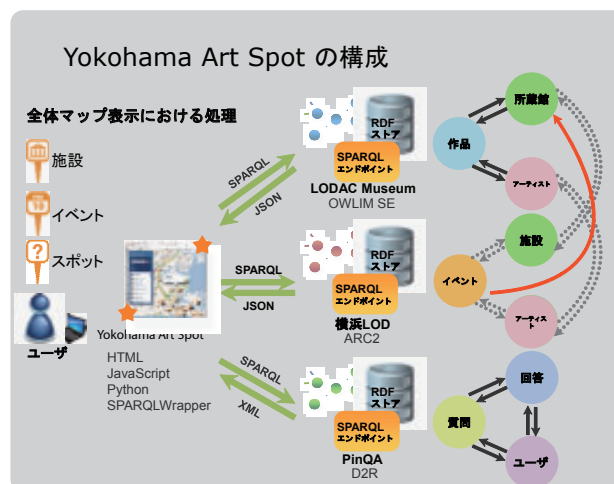 Yokohama Art Spot の構成
全体マップ表示における処理
施設
イベント
スポット
ユーザ
Yokohama Art Spot
HTML
JavaScript
Python
SPARQLWrapper
SPARQL
JSON
RDF
ストア
SPARQL
エンドポイント
LODAC Museum
OWLIM SE
SPARQL
JSON
RDF
ストア
SPARQL
エンドポイント
横浜LOD
ARC2
SPARQL
XML
RDF
ストア
SPARQL
エンドポイント
PinQA
D2R
所蔵館
作品
アーティスト
施設
イベント
アーティス
ト
回答
質問
ユーザ